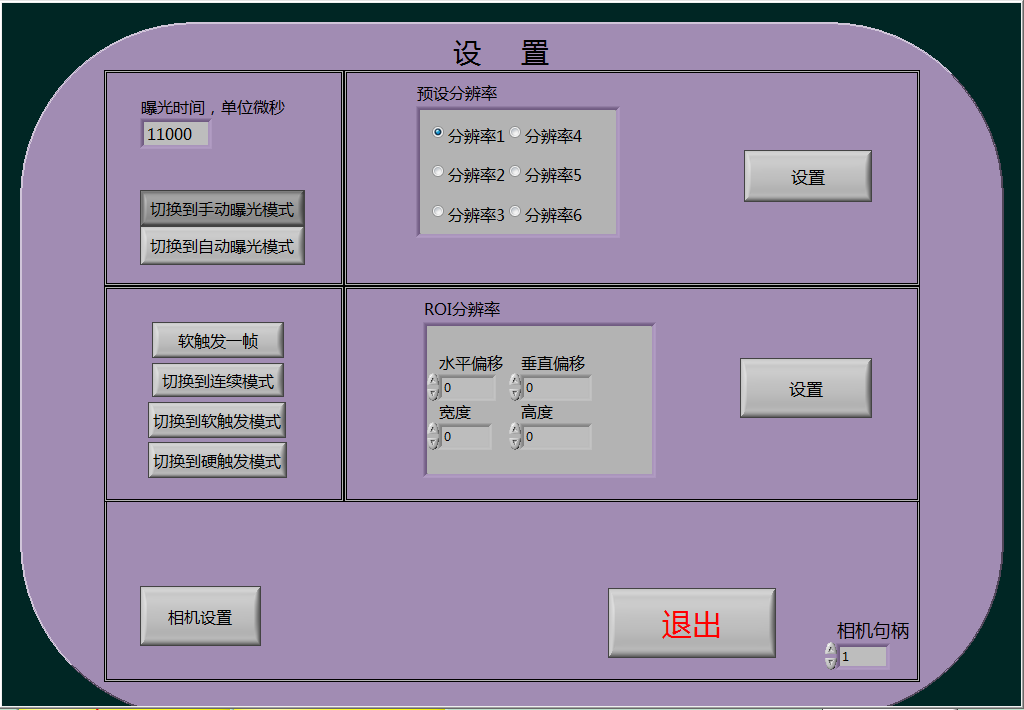 设 置
曝光时间，单位微秒
11000
切换到手动曝光模式
切换到自动曝光模式
预设分辨率
分辨率1 分辨率4
分辨率2 分辨率5
分辨率3 分辨率6
设置
软触发一帧
切换到连续模式
切换到软触发模式
切换到硬触发模式
ROI分辨率
水平偏移 垂直偏移
0 0
宽度 高度
0 0
设置
相机设置
退出
相机句柄
1